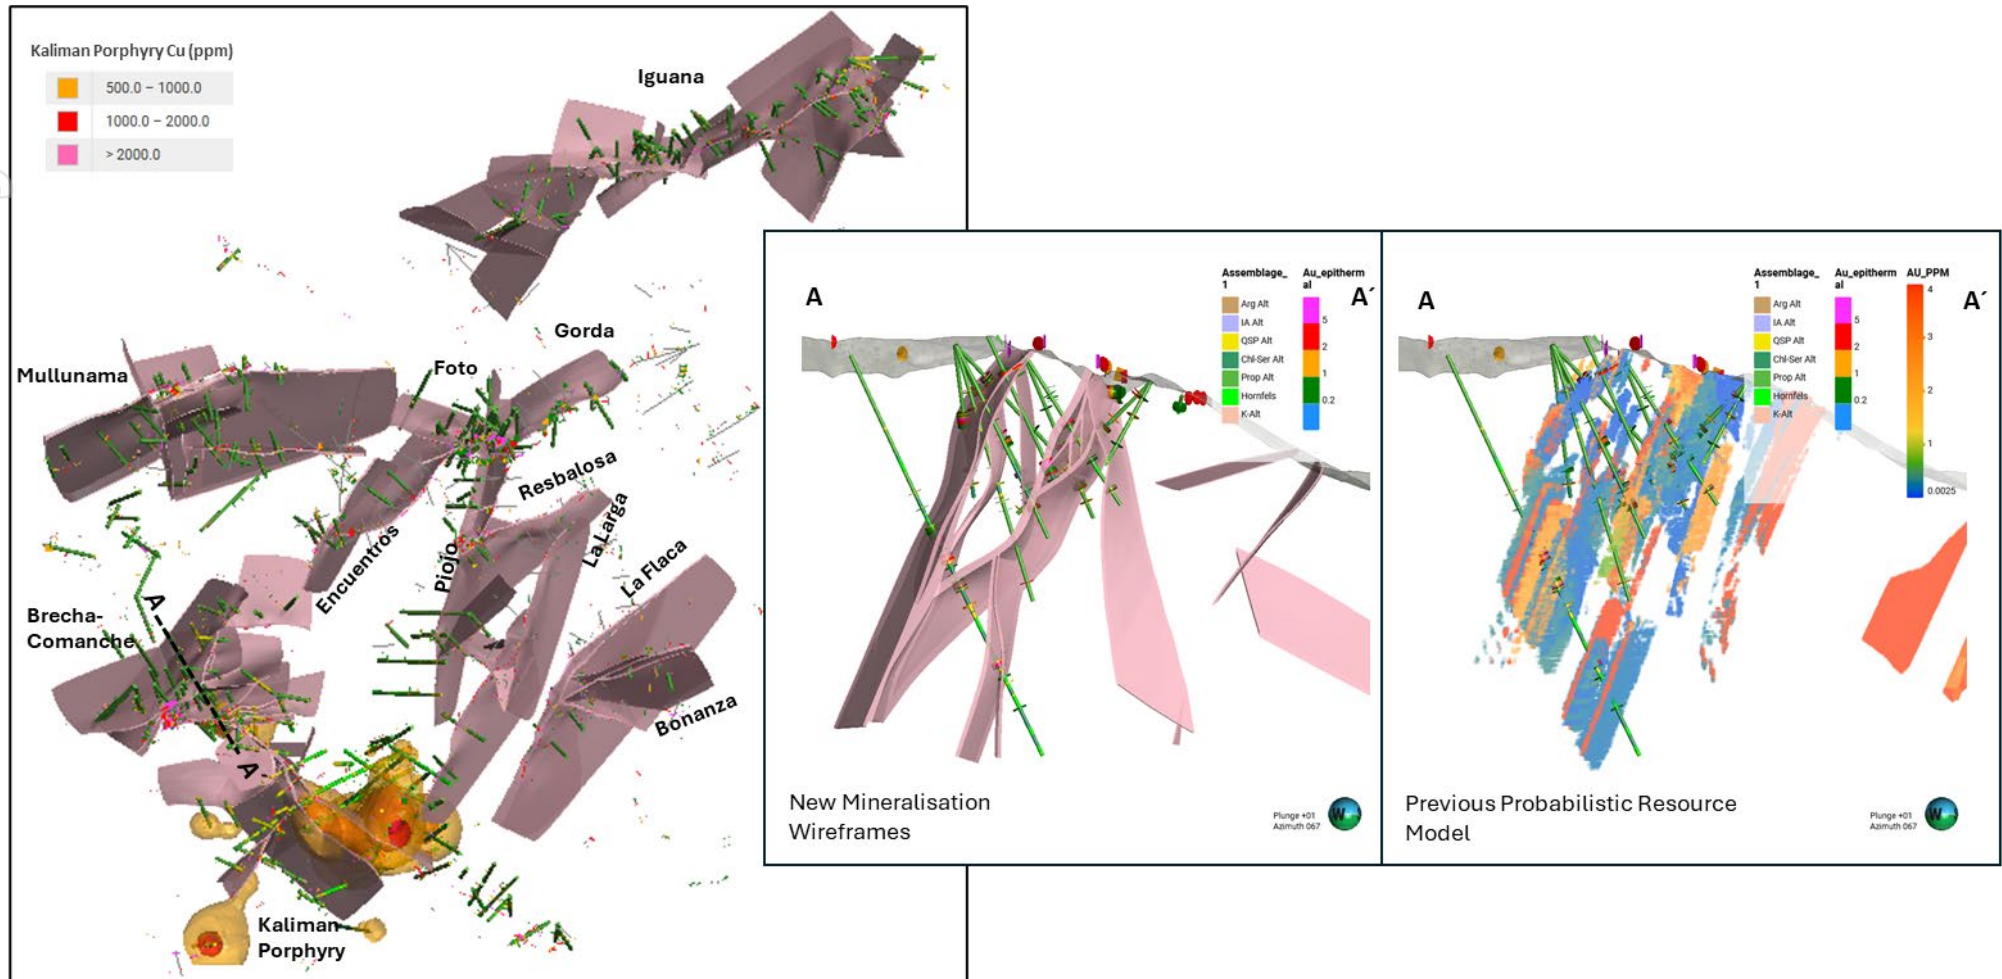 Kaliman Porphyry Cu (ppm)
500.0 – 1000.0
1000.0 – 2000.0
> 2000.0
Iguana
Gorda
Foto
Mullunama
Resbalosa
La Larga
Piojo
Encuentros
La Flaca
Brecha-
Comanche
A
A´
Bonanza
Kaliman
Porphyry
A
A´
Assemblage_
1
Arg Alt
IA Alt
QSP Alt
Chl-Ser Alt
Prop Alt
Hornfels
K-Alt
Au_epitherm
al
5
2
1
0.2
New Mineralisation
Wireframes
Plunge +01
Azimuth 067
W
A
A´
Assemblage_
1
Arg Alt
IA Alt
QSP Alt
Chl-Ser Alt
Prop Alt
Hornfels
K-Alt
Au_epitherm
al
5
2
1
0.2
AU_PPM
4
3
2
1
0.0025
Previous Probabilistic Resource
Model
Plunge +01
Azimuth 067
W